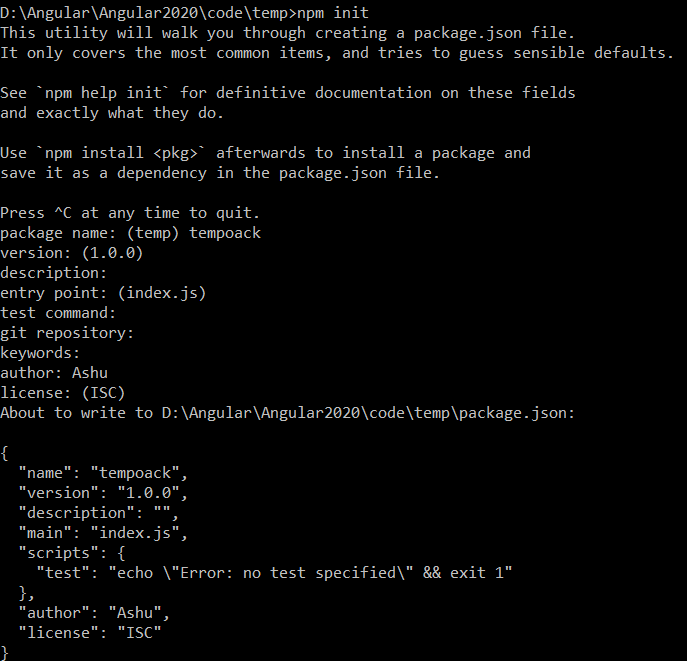 D:\Angular\Angular2020\code\temp>npm init
This utility will walk you through creating a package.json file.
It only covers the most common items, and tries to guess sensible defaults.

See `npm help init` for definitive documentation on these fields
and exactly what they do.

Use `npm install <pkg>` afterwards to install a package and
save it as a dependency in the package.json file.

Press ^C at any time to quit.
package name: (temp) tempoack
version: (1.0.0)
description:
entry point: (index.js)
test command:
git repository:
keywords:
author: Ashu
license: (ISC)
About to write to D:\Angular\Angular2020\code\temp\package.json:

{
  "name": "tempoack",
  "version": "1.0.0",
  "description": "",
  "main": "index.js",
  "scripts": {
    "test": "echo \"Error: no test specified\" && exit 1"
  },
  "author": "Ashu",
  "license": "ISC"
}